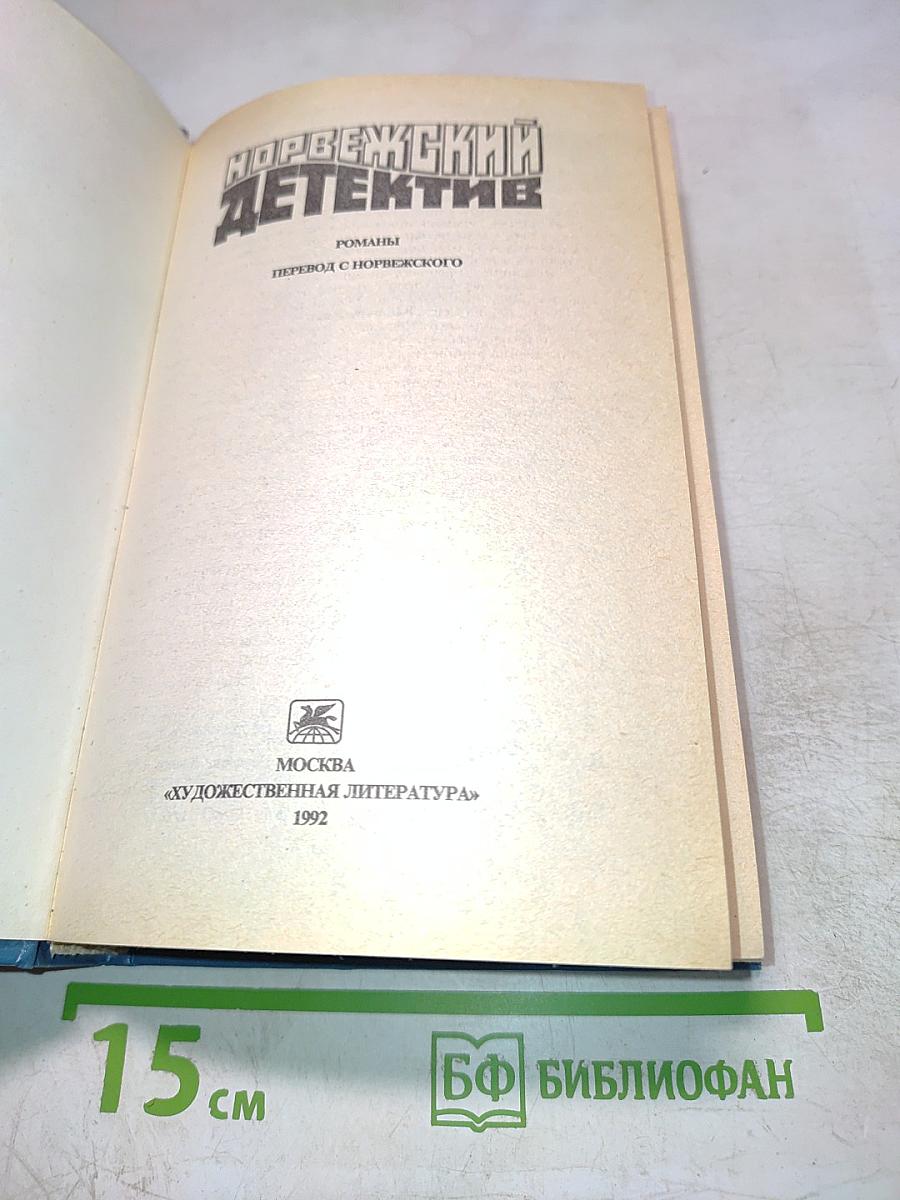 НОРВЕЖСКИЙ
ДЕТЕКТИВ
РОМАНЫ
ПЕРЕВОД С НОРВЕЖСКОГО
МОСКВА
«ХУДОЖЕСТВЕННАЯ ЛИТЕРАТУРА»
1992
15 см
БФ БИБЛИОФАН